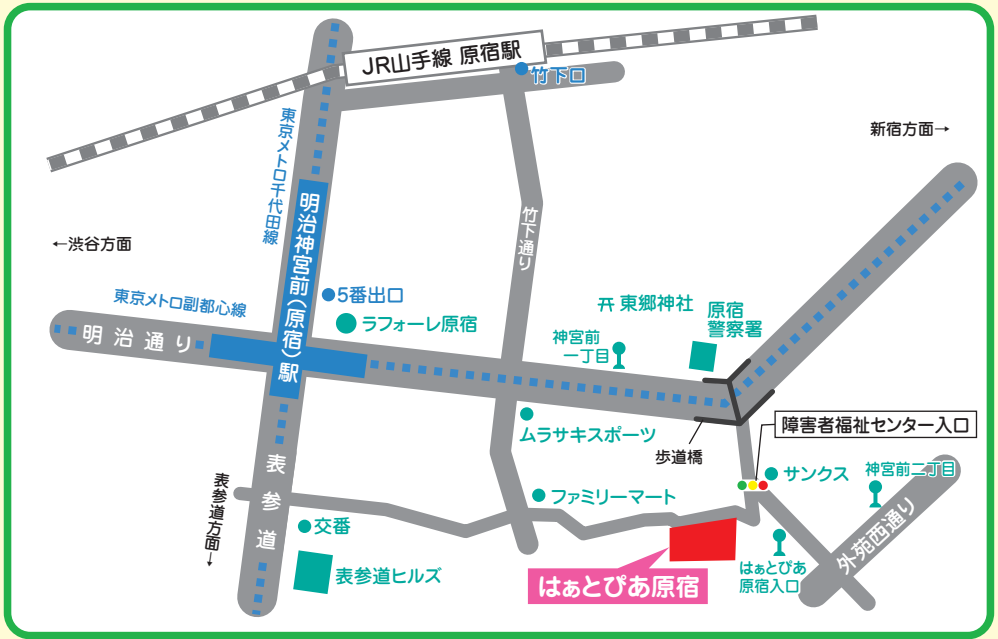 JR山手線 原宿駅
竹下口
新宿方面→
東京メトロ千代田線
←渋谷方面
明治神宮前(原宿)駅
竹下通り
5番出口
東京メトロ副都心線
ラフォーレ原宿
明治通り
东郷神社
原宿
警察署
神宮前
一丁目
ムラサキスポーツ
歩道橋
障害者福祉センター入口
サンクス
神宮前二丁目
表参道
表参道方面→
ファミリーマート
交番
外苑西通り
表参道ヒルズ
はぁとぴあ原宿
はぁとぴあ
原宿入口